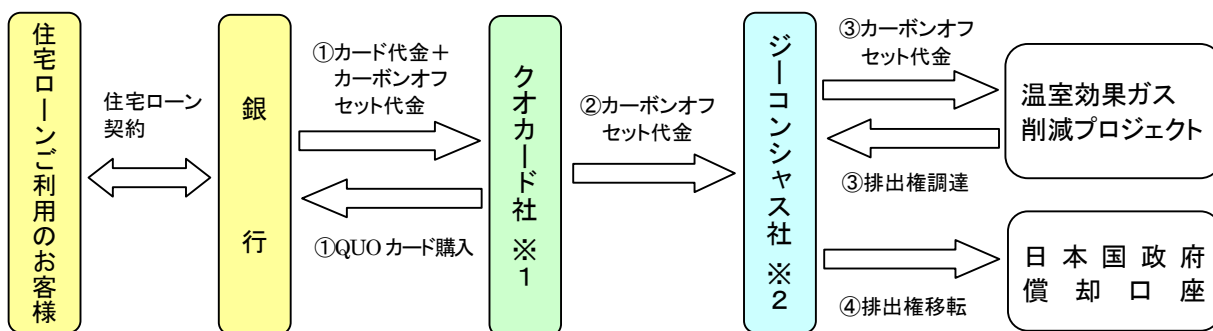 住宅ローンご利用のお客様
住宅ローン
契約
銀行
①カード代金＋
カーボンオフ
セット代金
①QUO カード購入
クオカード社 ※１
②カーボンオフ
セット代金
ジーコンシャス社 ※２
③カーボンオフ
セット代金
③排出権調達
④排出権移転
温室効果ガス
削減プロジェクト
日本国政府
償却口座